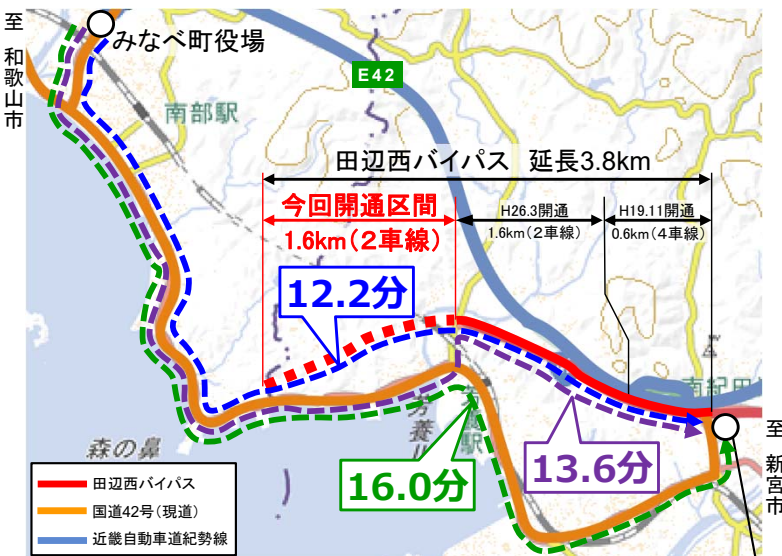 至 和歌山市
みなべ町役場
E42
南部駅
田辺西バイパス 延長3.8km
今回開通区間
1.6km(2車線)
H26.3開通
1.6km(2車線)
H19.11開通
0.6km(4車線)
12.2分
南紀田
芳養
駅
森の鼻
16.0分
13.6分
至 新宮市
田辺西バイパス
国道42号(現道)
近畿自動車道紀勢線